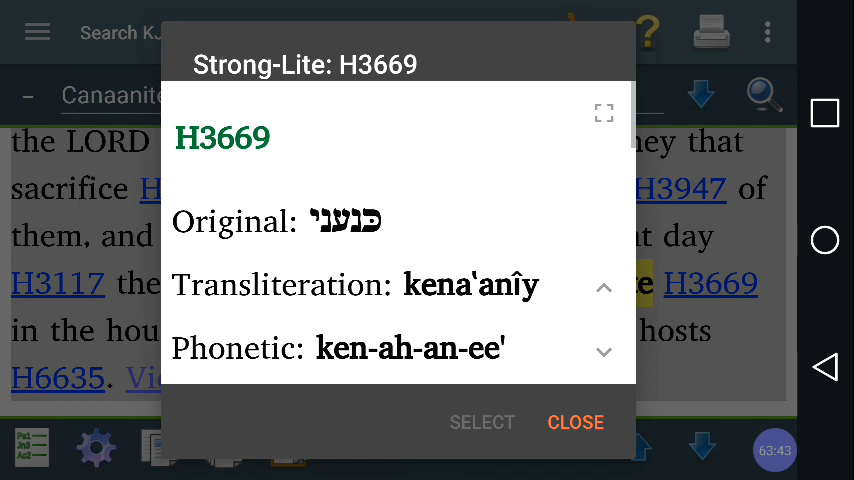 Search KJ
Strong-Lite: H3669
- Canaanite
H3669
the LORD
ney that
sacrifice H3947 of
Original: כנעני
them, and
at day
Transliteration: kena‛anîy
H3117 the
H3669
Phonetic: ken-ah-an-ee'
in the hou
hosts
H6635.
SELECT CLOSE
63:43